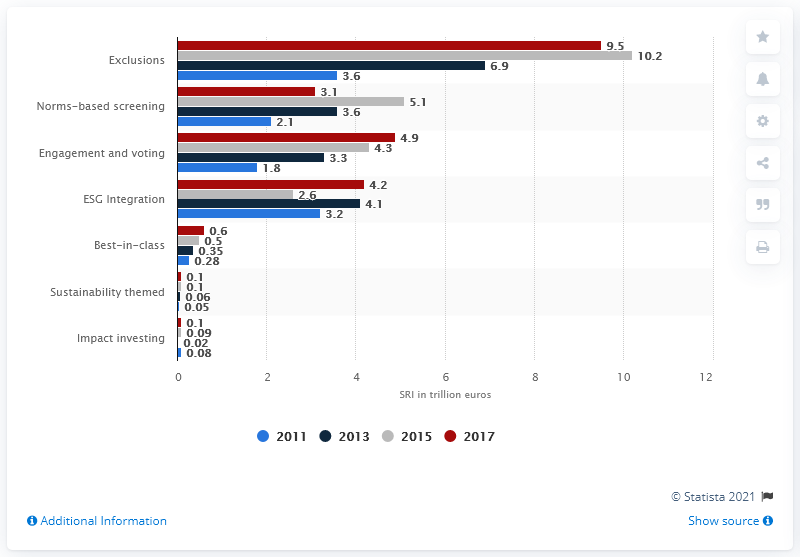 Exclusions
9.5
10.2
6.9
3.6
Norms-based screening
3.1
5.1
3.6
2.1
Engagement and voting
4.9
4.3
3.3
1.8
ESG Integration
4.2
2.6
4.1
3.2
Best-in-class
0.6
0.5
0.35
0.28
Sustainability themed
0.1
0.1
0.06
0.05
Impact investing
0.1
0.09
0.02
0.08
0 2 4 6 8 10 12
SRI in trillion euros
2011 2013 2015 2017
© Statista 2021
Additional Information
Show source